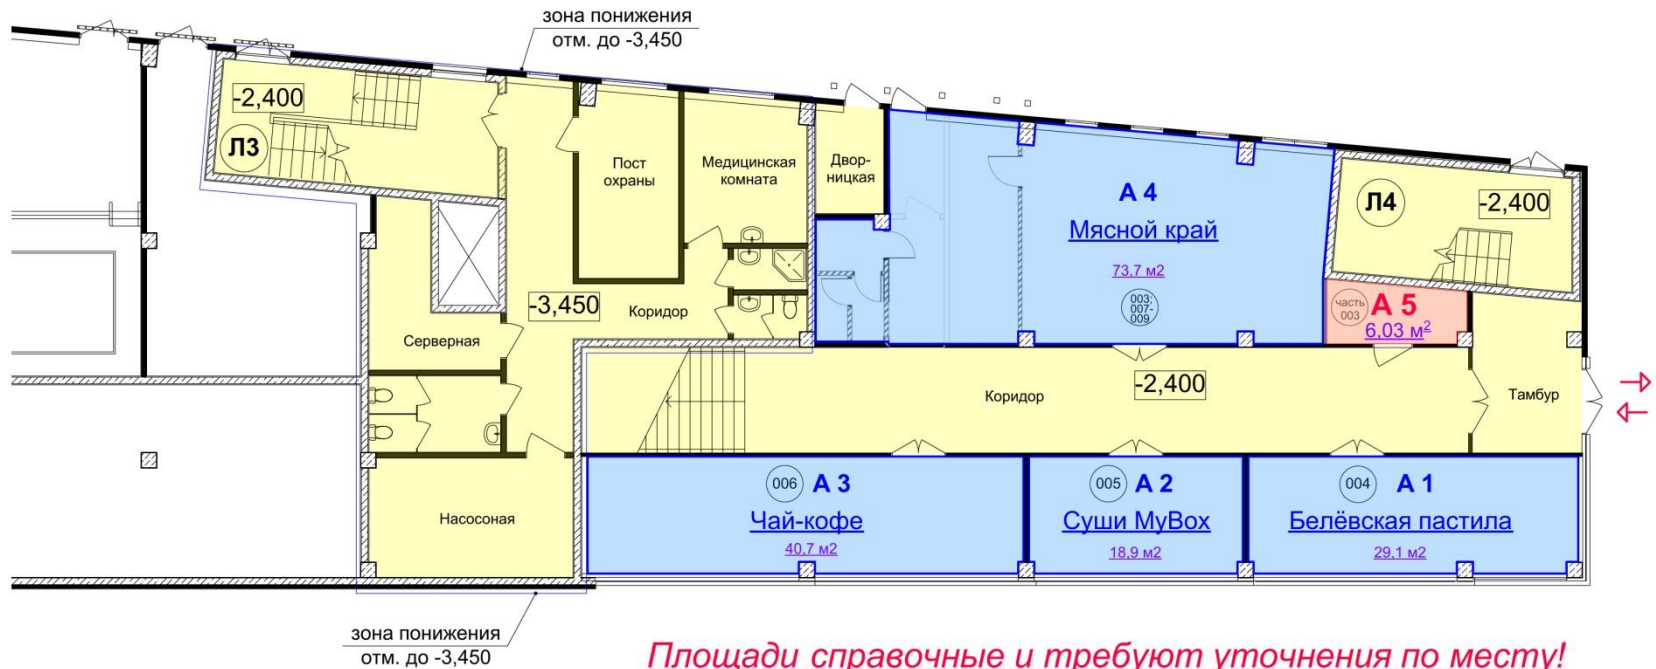 зона понижения
отм. до -3,450
-2,400
Л3
Пост
охраны
Медицинская
комната
Двор-
ницкая
А 4
Мясной край
73,7 м2
003;
007-
009
Л4
-2,400
часть
003
А 5
6,03 м2
-3,450
Коридор
Серверная
Коридор
-2,400
Тамбур
Насосоная
006
А 3
Чай-кофе
40,7 м2
005
А 2
Суши MyBox
18,9 м2
004
А 1
Белёвская пастила
29,1 м2
зона понижения
отм. до -3,450
Площади справочные и требуют уточнения по месту!